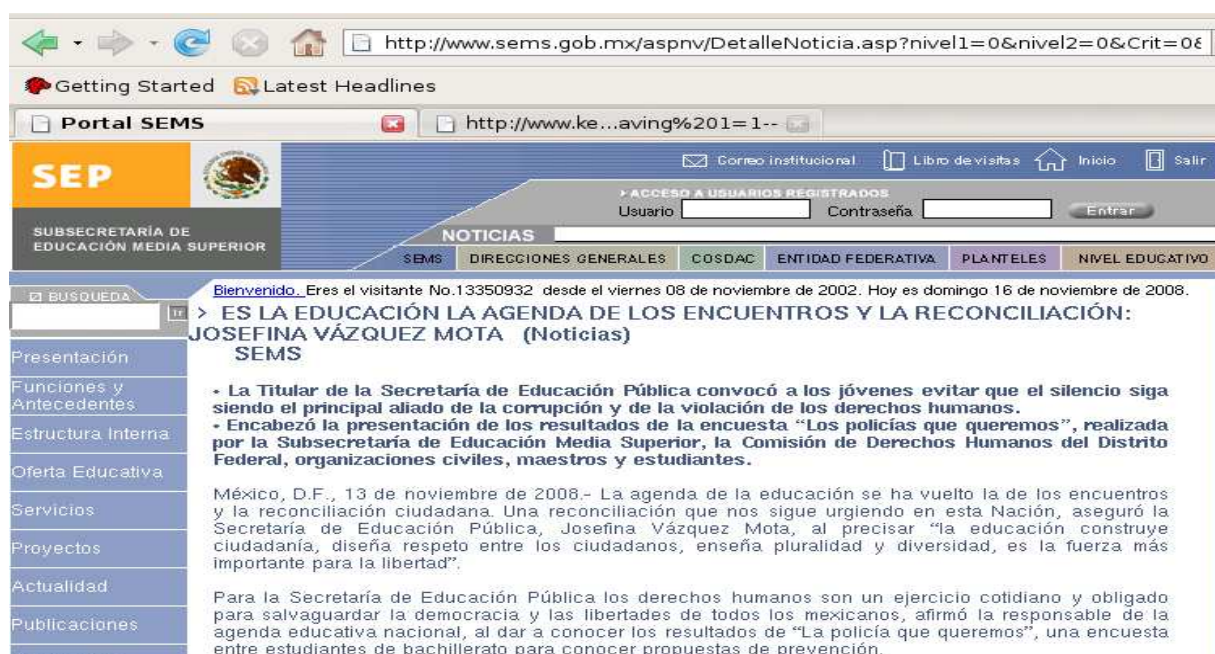 http://www.sems.gob.mx/aspnv/DetalleNoticia.asp?nivel1=0&nivel2=0&Crit=0&
Getting Started Latest Headlines
Portal SEMS http://www.ke...aving%201=1--
SEP
Correo institucional Libro de visitas Inicio Salir
ACCESO A USUARIOS REGISTRADOS
Usuario Contraseña Entrar
SUBSECRETARÍA DE
EDUCACIÓN MEDIA SUPERIOR
NOTICIAS
SEMS DIRECCIONES GENERALES COSDAC ENTIDAD FEDERATIVA PLANTELES NIVEL EDUCATIVO
BUSQUEDA
Bienvenido. Eres el visitante No.13350932 desde el viernes 08 de noviembre de 2002. Hoy es domingo 16 de noviembre de 2008.
> ES LA EDUCACIÓN LA AGENDA DE LOS ENCUENTROS Y LA RECONCILIACIÓN:
JOSEFINA VÁZQUEZ MOTA (Noticias)
SEMS
Presentación
Funciones y
Antecedentes
Estructura Interna
Oferta Educativa
Servicios
Proyectos
Actualidad
Publicaciones
• La Titular de la Secretaría de Educación Pública convocó a los jóvenes evitar que el silencio siga
siendo el principal aliado de la corrupción y de la violación de los derechos humanos.
• Encabezó la presentación de los resultados de la encuesta “Los policías que queremos”, realizada
por la Subsecretaría de Educación Media Superior, la Comisión de Derechos Humanos del Distrito
Federal, organizaciones civiles, maestros y estudiantes.
México, D.F., 13 de noviembre de 2008.- La agenda de la educación se ha vuelto la de los encuentros
y la reconciliación ciudadana. Una reconciliación que nos sigue urgiendo en esta Nación, aseguró la
Secretaría de Educación Pública, Josefina Vázquez Mota, al precisar “la educación construye
ciudadanía, diseña respeto entre los ciudadanos, enseña pluralidad y diversidad, es la fuerza más
importante para la libertad”.
Para la Secretaría de Educación Pública los derechos humanos son un ejercicio cotidiano y obligado
para salvaguardar la democracia y las libertades de todos los mexicanos, afirmó la responsable de la
agenda educativa nacional, al dar a conocer los resultados de “La policía que queremos”, una encuesta
entre estudiantes de bachillerato para conocer propuestas de prevención.